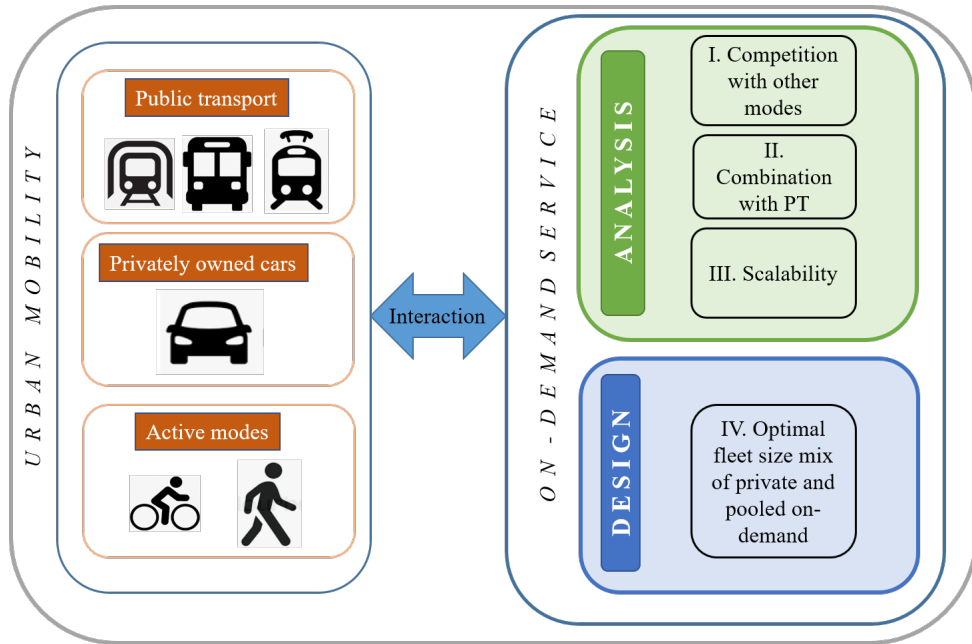 URBAN MOBILITY
Public transport
Privately owned cars
Active modes
Interaction
ON-DEMAND SERVICE
ANALYSIS
I. Competition
with other
modes
II.
Combination
with PT
III. Scalability
DESIGN
IV. Optimal
fleet size mix
of private and
pooled on-
demand